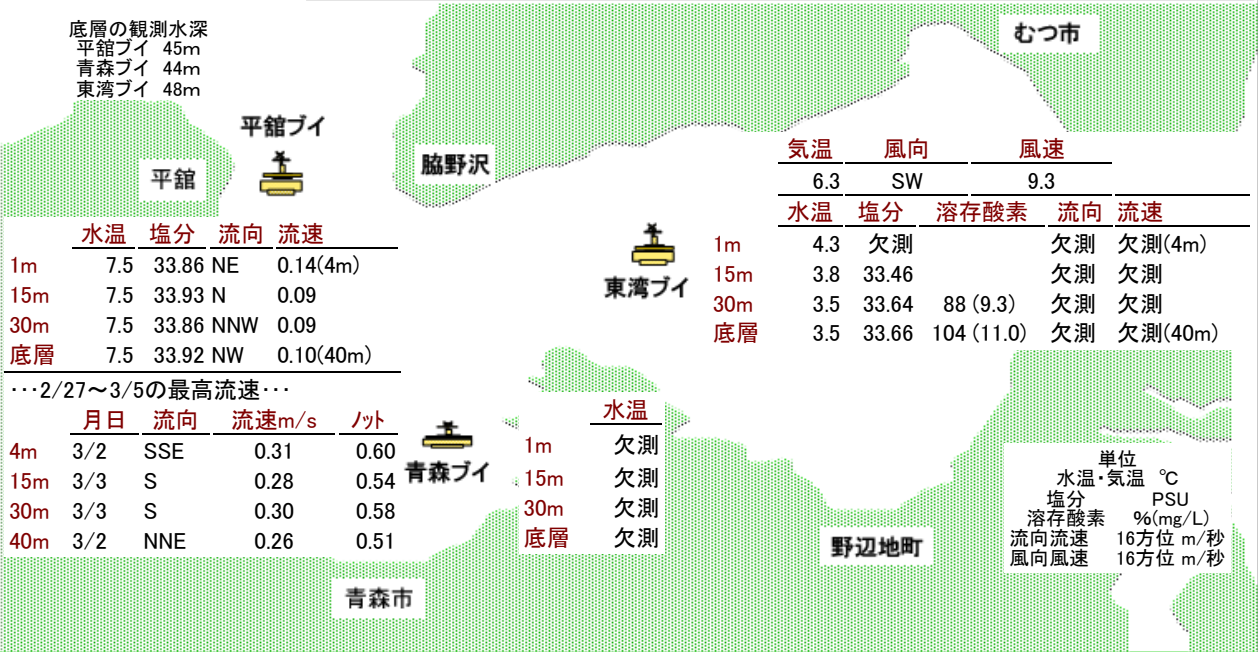 底層の観測水深
平舘ブイ 45m
青森ブイ 44m
東湾ブイ 48m
むつ市
平舘ブイ
脇野沢
平舘
気温 風向 風速
6.3 SW 9.3
水温 塩分 溶存酸素 流向 流速
1m 4.3 欠測 欠測 欠測(4m)
15m 3.8 33.46 欠測 欠測
30m 3.5 33.64 88 (9.3) 欠測 欠測
底層 3.5 33.66 104 (11.0) 欠測 欠測(40m)
東湾ブイ
水温 塩分 流向 流速
1m 7.5 33.86 NE 0.14(4m)
15m 7.5 33.93 N 0.09
30m 7.5 33.86 NNW 0.09
底層 7.5 33.92 NW 0.10(40m)
･･･2/27～3/5の最高流速･･･
月日 流向 流速m/s ﾉｯﾄ
4m 3/2 SSE 0.31 0.60
15m 3/3 S 0.28 0.54
30m 3/3 S 0.30 0.58
40m 3/2 NNE 0.26 0.51
青森ブイ
水温
1m 欠測
15m 欠測
30m 欠測
底層 欠測
単位
水温・気温 ℃
塩分 PSU
溶存酸素 %(mg/L)
流向流速 16方位 m/秒
風向風速 16方位 m/秒
野辺地町
青森市